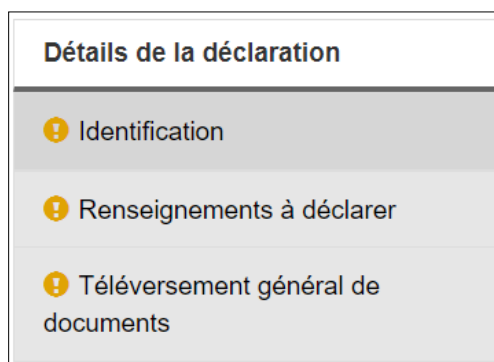 Détails de la déclaration
Identification
Renseignements à déclarer
Téléversement général de
documents